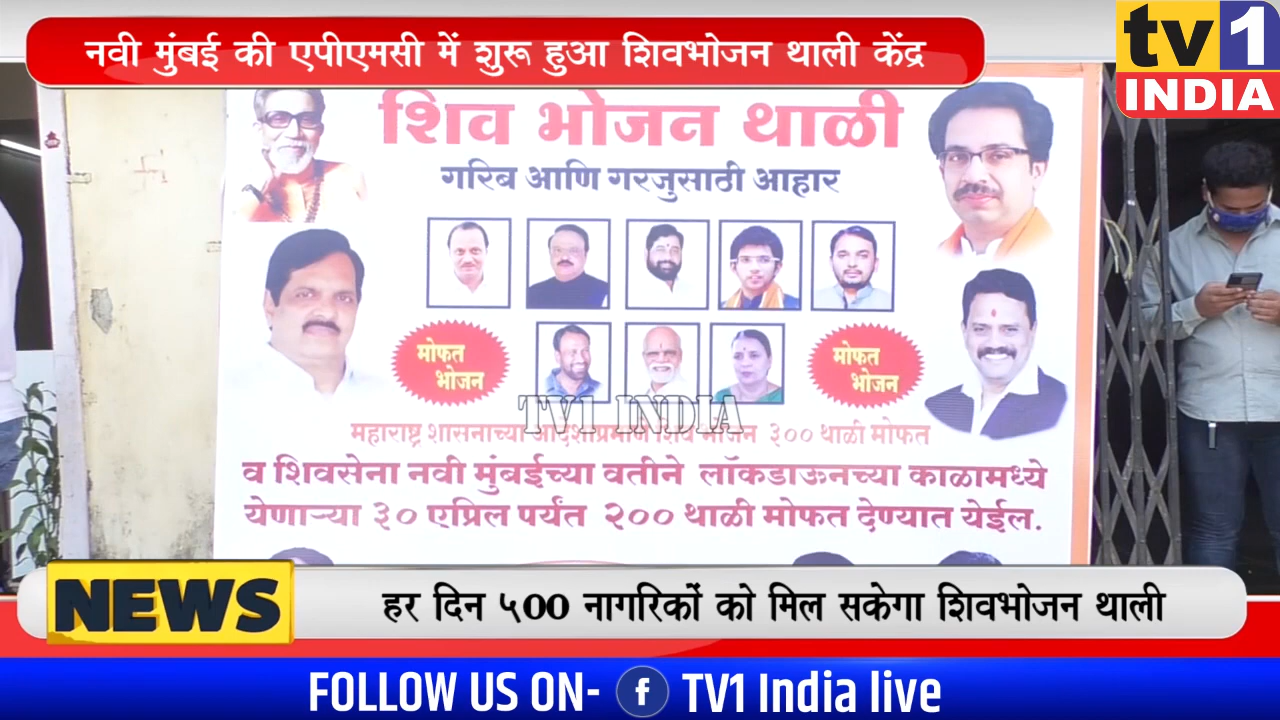 नवी मुंबई की एपीएमसी में शुरू हुआ शिवभोजन थाली केंद्र
tv1
INDIA
शिव भोजन थाळी
गरिब आणि गरजुसाठी आहार
मोफत
भोजन
मोफत
भोजन
TV1 INDIA
महाराष्ट्र शासनाच्या आदेशाप्रमाणे शिव भोजन ३०० थाळी मोफत
व शिवसेना नवी मुंबईच्या वतीने लॉकडाऊनच्या काळामध्ये
येणाऱ्या ३० एप्रिल पर्यंत २०० थाळी मोफत देण्यात येईल.
NEWS
हर दिन ५00 नागरिकों को मिल सकेगा शिवभोजन थाली
FOLLOW US ON- f TV1 India live